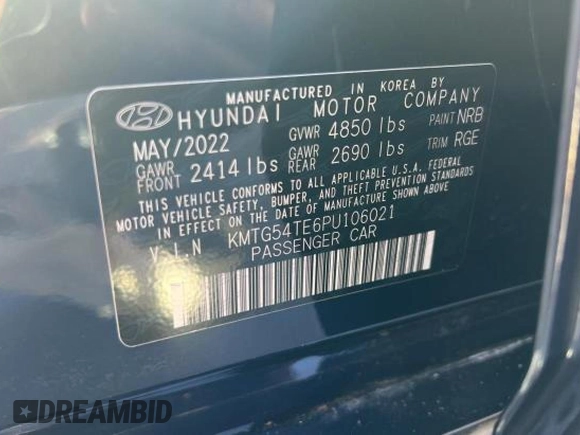 MANUFACTURED IN KOREA BY
HYUNDAI MOTOR COMPANY
MAY/2022 GVWR 4850 lbs PAINT NRB
GAWR FRONT 2414 lbs GAWR REAR 2690 lbs TRIM RGE
THIS VEHICLE CONFORMS TO ALL APPLICABLE U.S.A. FEDERAL
MOTOR VEHICLE SAFETY, BUMPER, AND THEFT PREVENTION STANDARDS
IN EFFECT ON THE DATE OF MANUFACTURE SHOWN ABOVE.
V.I.N KMTG54TE6PU106021
PASSENGER CAR
DREAMBID